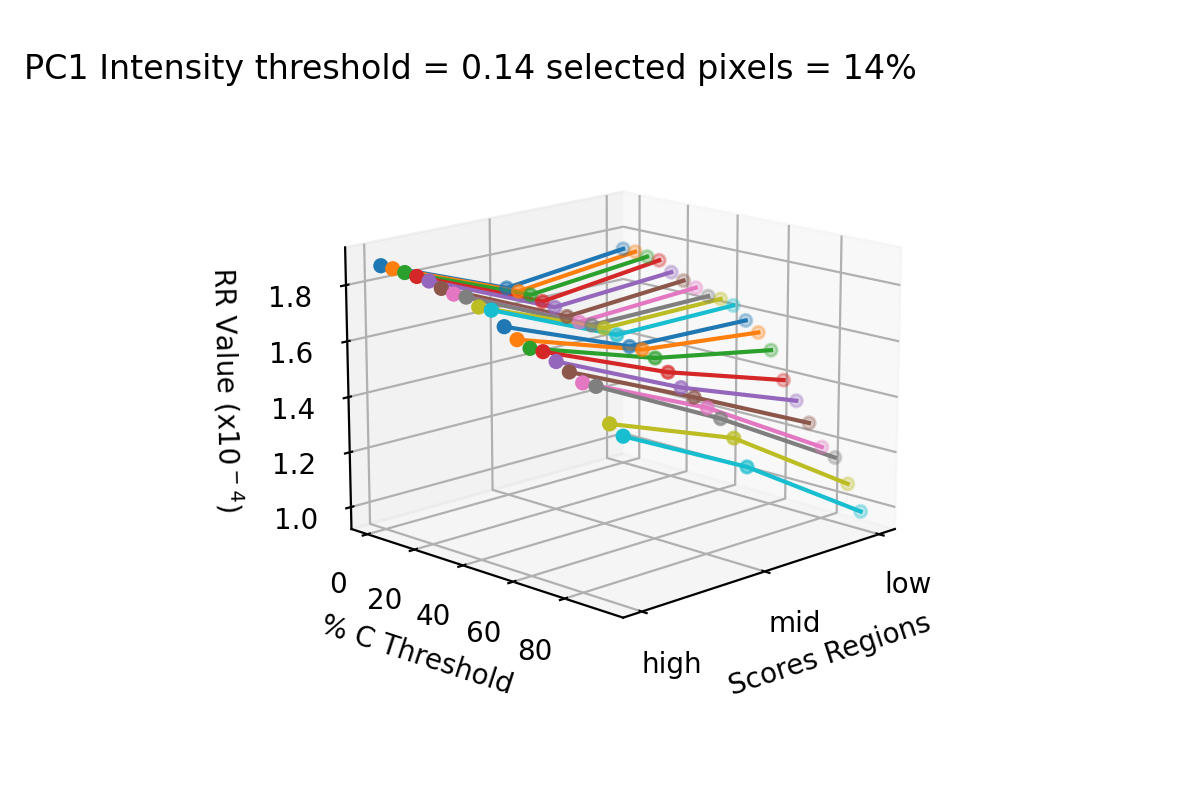 PC1 Intensity threshold = 0.14 selected pixels = 14%
RR Value (x10⁻⁴)
1.8
1.6
1.4
1.2
1.0
0
20
40
60
80
% C Threshold
high
mid
low
Scores Regions